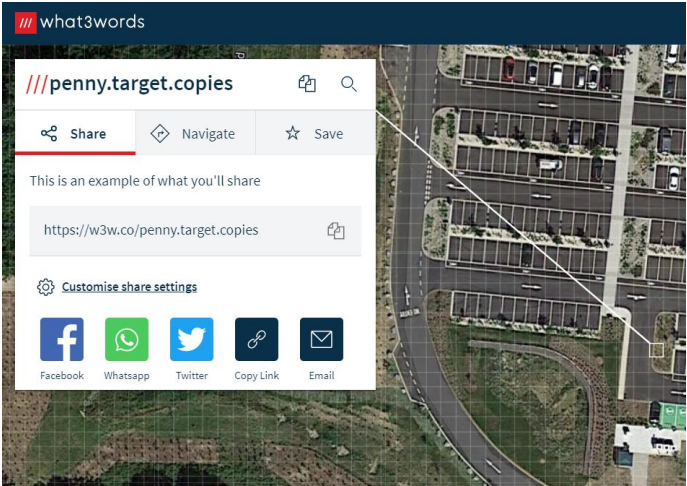 what3words
///penny.target.copies
Share
Navigate
Save
This is an example of what you'll share
https://w3w.co/penny.target.copies
Customise share settings
Facebook
Whatsapp
Twitter
Copy Link
Email